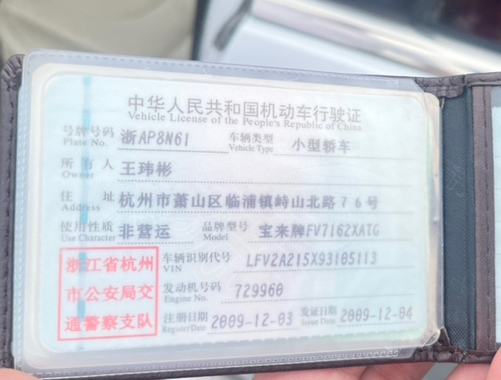 中华人民共和国机动车行驶证
Vehicle License of the People's Republic of China
号牌号码 浙AP8N61 车辆类型 小型轿车
Plate No. Vehicle Type
所有人 王玮彬
Owner
住址 杭州市萧山区临浦镇峙山北路76号
Address
使用性质 非营运 品牌型号 宝来牌FV7162XATG
Use Character Model
浙江省杭州
市公安局交
通警察支队
车辆识别代号 LFV2A215X93105113
VIN
发动机号码 729960
Engine No.
注册日期 2009-12-03 发证日期 2009-12-04
Register Date Issue Date